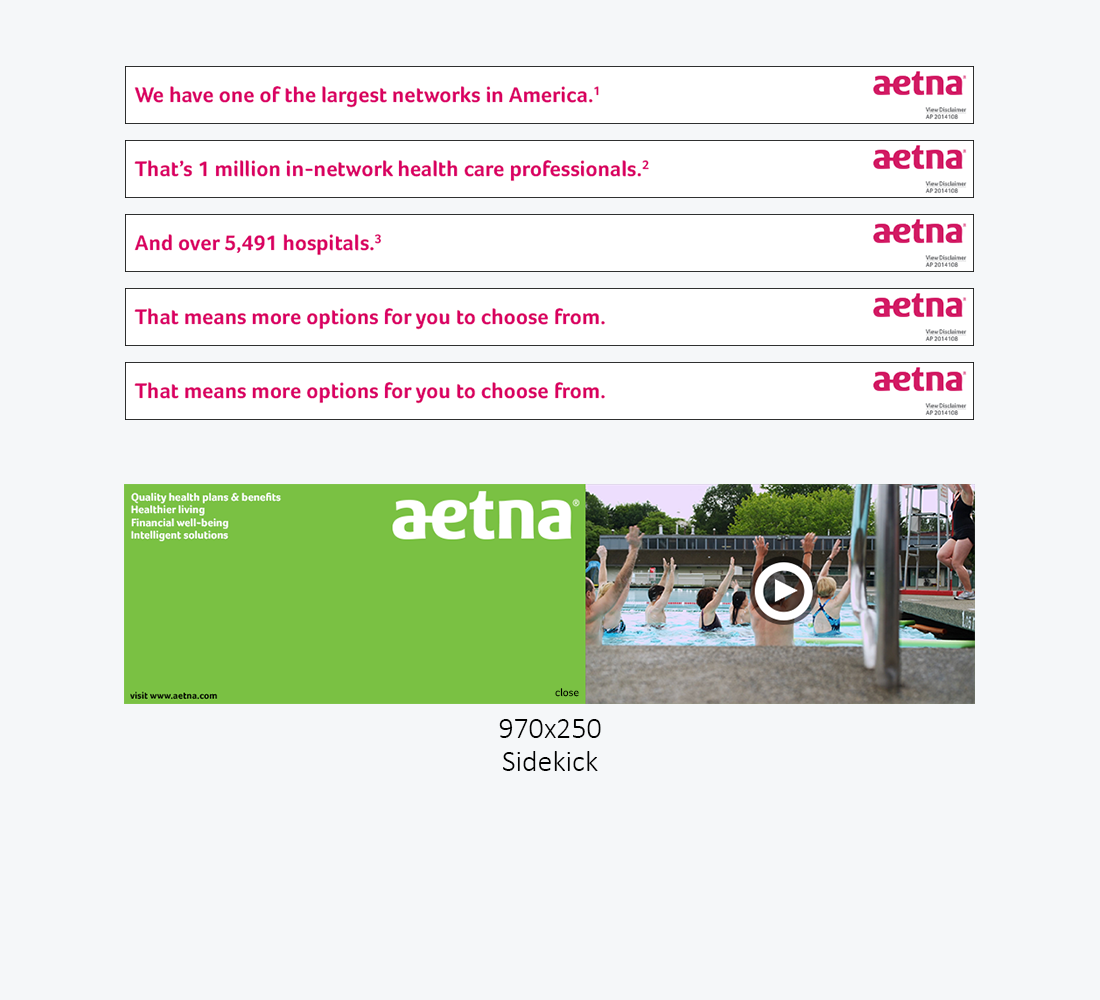 We have one of the largest networks in America.¹
aetna®
View Disclaimer
AP 2014108
That’s 1 million in-network health care professionals.²
aetna®
View Disclaimer
AP 2014108
And over 5,491 hospitals.³
aetna®
View Disclaimer
AP 2014108
That means more options for you to choose from.
aetna®
View Disclaimer
AP 2014108
That means more options for you to choose from.
aetna®
View Disclaimer
AP 2014108
Quality health plans & benefits
Healthier living
Financial well-being
Intelligent solutions
aetna®
visit www.aetna.com
close
970x250
Sidekick